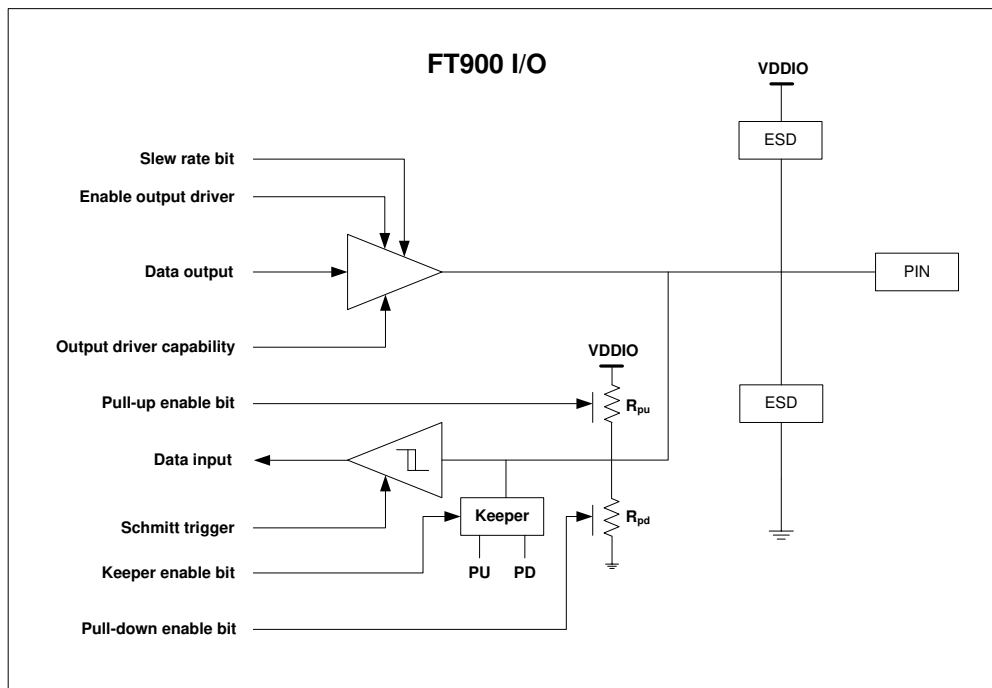 FT900 I/O
VDDIO
ESD
Slew rate bit
Enable output driver
Data output
PIN
Output driver capability
VDDIO
Pull-up enable bit
Rpu
ESD
Data input
Keeper
Rpd
Schmitt trigger
Keeper enable bit
PU PD
Pull-down enable bit